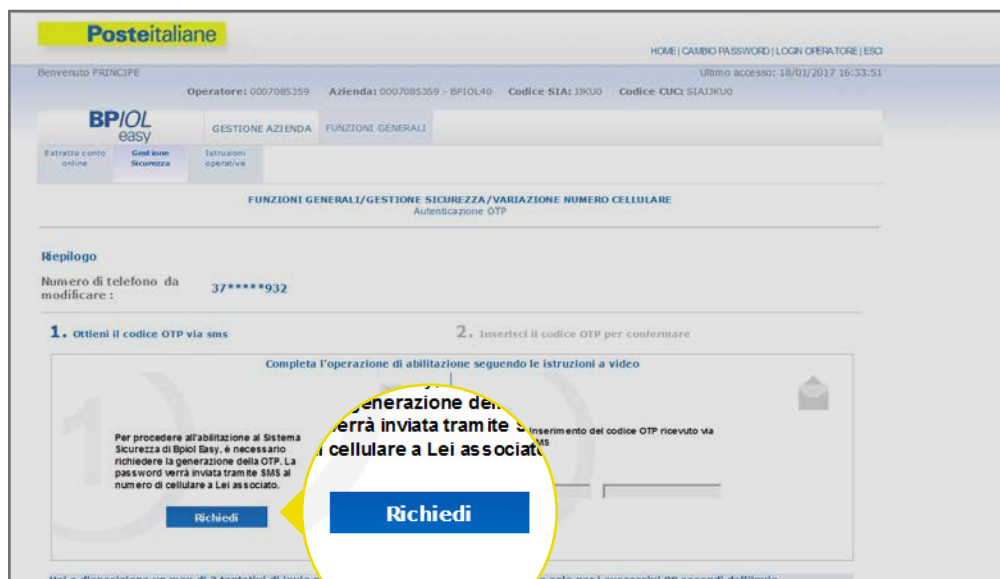 Posteitaliane
HOME | CAMBIO PASSWORD | LOGIN OPERATORE | ESCI
Benvenuto PRINCIPE
Ultimo accesso: 18/01/2017 16:33:51
Operatore: 0007085359 Azienda: 0007085359 - BPIOL40 Codice SIA: JJKU0 Codice CUC: SIAJJKU0
BPIOL
easy
GESTIONE AZIENDA FUNZIONI GENERALI
Estratto conto
online
Gestione
Sicurezza
Istruzioni
operative
FUNZIONI GENERALI/GESTIONE SICUREZZA/VARIAZIONE NUMERO CELLULARE
Autenticazione OTP
Riepilogo
Numero di telefono da
modificare :
37*****932
1. Ottieni il codice OTP via sms
2. Inserisci il codice OTP per confermare
Completa l'operazione di abilitazione seguendo le istruzioni a video
1
Per procedere all'abilitazione al Sistema
Sicurezza di Bpiol Easy, è necessario
richiedere la generazione della OTP. La
password verrà inviata tramite SMS al
numero di cellulare a Lei associato.
Richiedi
generazione del
verrà inviata tramite S
cellulare a Lei associat
Richiedi
Inserimento del codice OTP ricevuto via
SMS